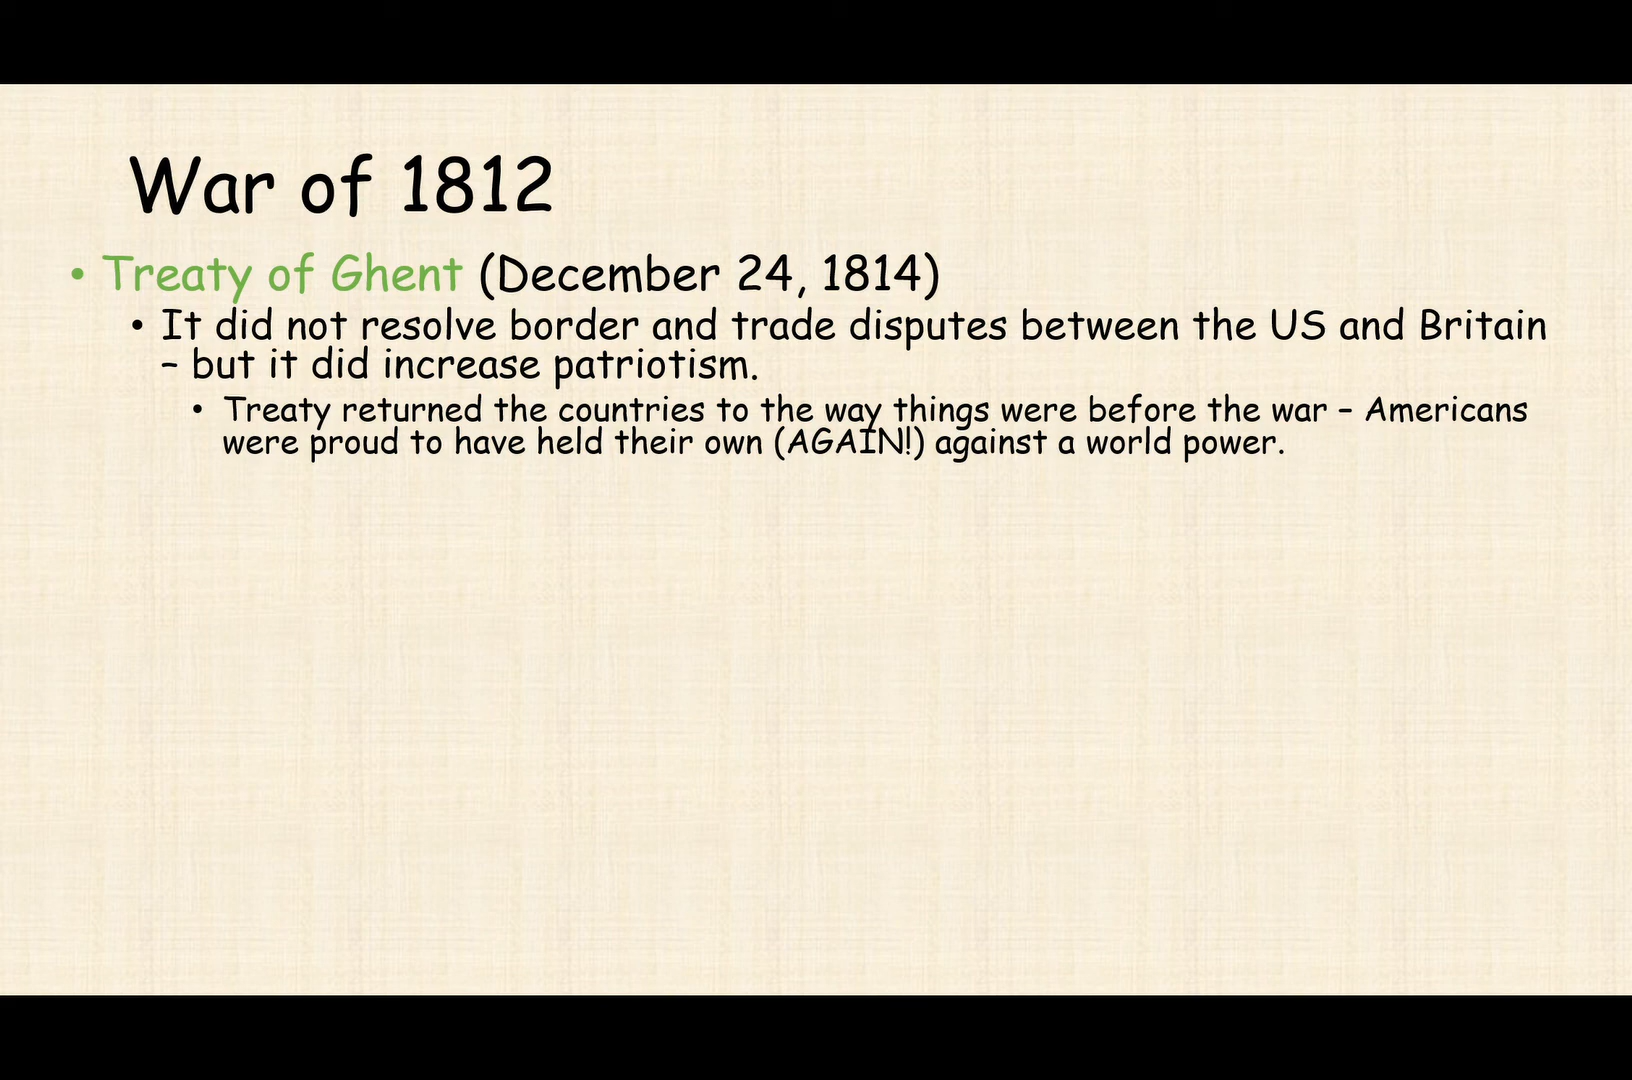 War of 1812
• Treaty of Ghent (December 24, 1814)
• It did not resolve border and trade disputes between the US and Britain
– but it did increase patriotism.
• Treaty returned the countries to the way things were before the war – Americans
were proud to have held their own (AGAIN!) against a world power.